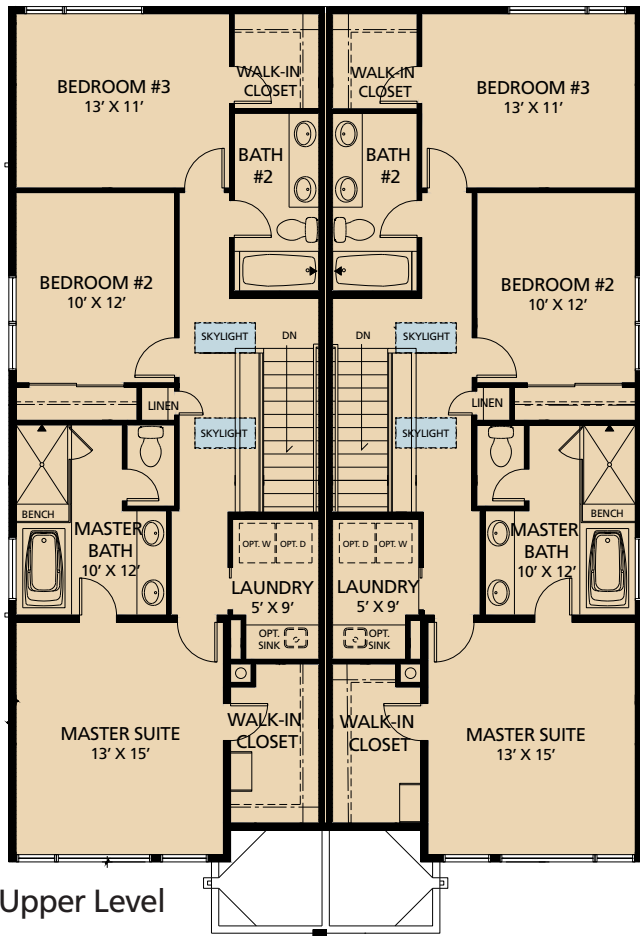 BEDROOM #3
13’ X 11’
WALK-IN
CLOSET
WALK-IN
CLOSET
BEDROOM #3
13’ X 11’
BATH
#2
BATH
#2
BEDROOM #2
10’ X 12’
BEDROOM #2
10’ X 12’
SKYLIGHT
DN
DN
SKYLIGHT
LINEN
LINEN
SKYLIGHT
SKYLIGHT
BENCH
BENCH
MASTER
BATH
10’ X 12’
MASTER
BATH
10’ X 12’
OPT. W
OPT. D
OPT. D
OPT. W
LAUNDRY
5’ X 9’
LAUNDRY
5’ X 9’
OPT.
SINK
OPT.
SINK
MASTER SUITE
13’ X 15’
WALK-IN
CLOSET
WALK-IN
CLOSET
MASTER SUITE
13’ X 15’
Upper Level